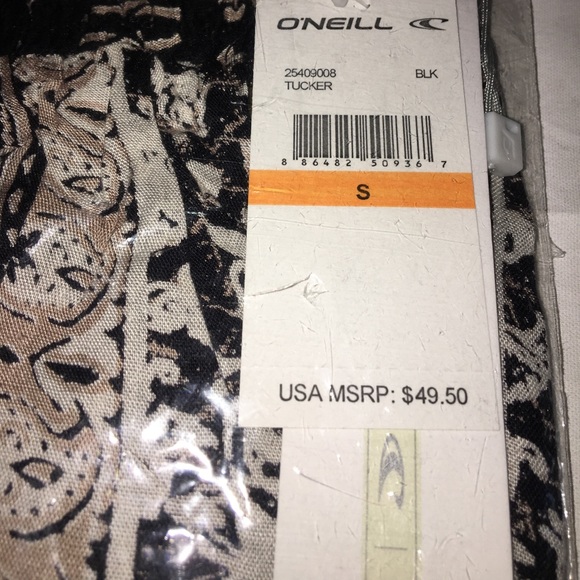 O'NEILL
25409008 BLK
TUCKER
8 86482 50936 7
S
USA MSRP: $49.50